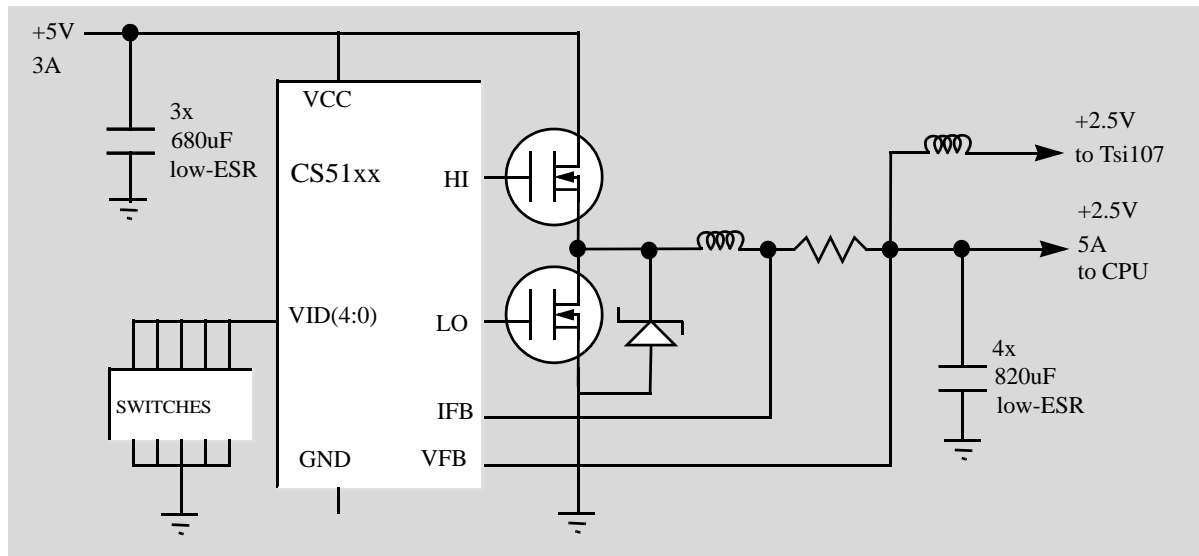 +5V
3A
3x
680uF
low-ESR
VCC
CS51xx
HI
VID(4:0)
LO
SWITCHES
IFB
GND
VFB
+2.5V
to Tsi107
+2.5V
5A
to CPU
4x
820uF
low-ESR